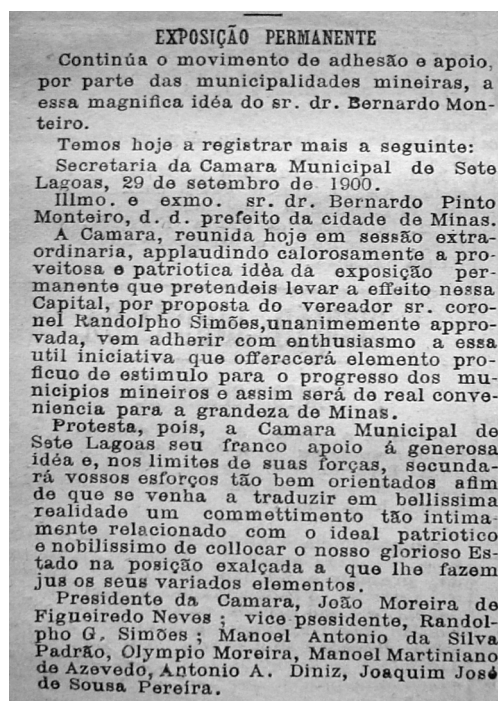 EXPOSIÇÃO PERMANENTE
Continúa o movimento de adhesão e apoio,
por parte das municipalidades mineiras, a
essa magnifica idéa do sr. dr. Bernardo Mon-
teiro.
Temos hoje a registrar mais a seguinte:
Secretaria da Camara Municipal de Sete
Lagoas, 29 de setembro de 1900.
Illmo. e exmo. sr. dr. Bernardo Pinto
Monteiro, d. d. prefeito da cidade de Minas.
A Camara, reunida hoje em sessão extra-
ordinaria, applaudindo calorosamente a pro-
veitosa e patriotica idèa da exposição per-
manente que pretendeis levar a effeito nessa
Capital, por proposta do vereador sr. coro-
nel Randolpho Simões,unanimemente appro-
vada, vem adherir com enthusiasmo a essa
util iniciativa que offeracerá elemento pro-
ficuo de estimulo para o progresso dos mu-
nicipios mineiros e assim será de real conve-
niencia para a grandeza de Minas.
Protesta, pois, a Camara Municipal de
Sete Lagoas seu franco apoio á generosa
idéa e, nos limites de suas forças, secunda-
rá vossos esforços tão bem orientados afim
de que se venha a traduzir em bellissima
realidade um commettimento tão intima-
mente relacionado com o ideal patriotico
e nobilissimo de collocar o nosso glorioso Es-
tado na posição exalçada a que lhe fazem
jus os seus variados elementos.
Presidente da Camara, João Moreira de
Figueiredo Neves ; vice psesidente, Randol-
pho G. Simões ; Manoel Antonio da Silva
Padrão, Olympio Moreira, Manoel Martiniano
de Azevedo, Antonio A. Diniz, Joaquim José
de Sousa Pereira.